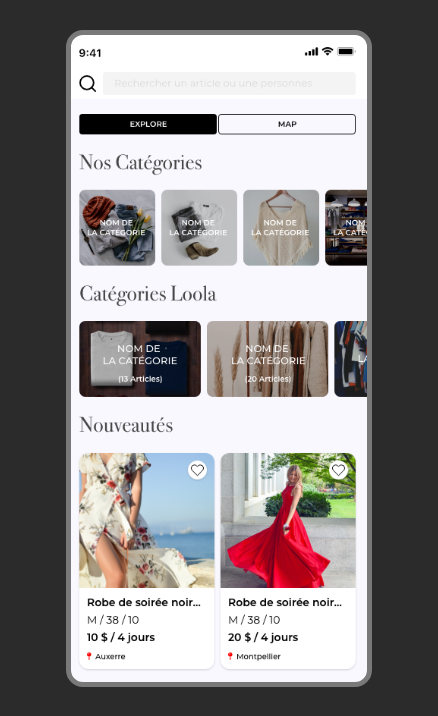 9:41
Rechercher un article ou une personnes
EXPLORE
MAP
Nos Catégories
NOM DE
LA CATÉGORIE
NOM DE
LA CATÉGORIE
NOM DE
LA CATÉGORIE
NOM
LA CATÉ
Catégories Loola
NOM DE
LA CATÉGORIE
(13 Articles)
NOM DE
LA CATÉGORIE
(20 Articles)
LA
Nouveautés
Robe de soirée noir...
M / 38 / 10
10 $ / 4 jours
Auxerre
Robe de soirée noir...
M / 38 / 10
20 $ / 4 jours
Montpellier